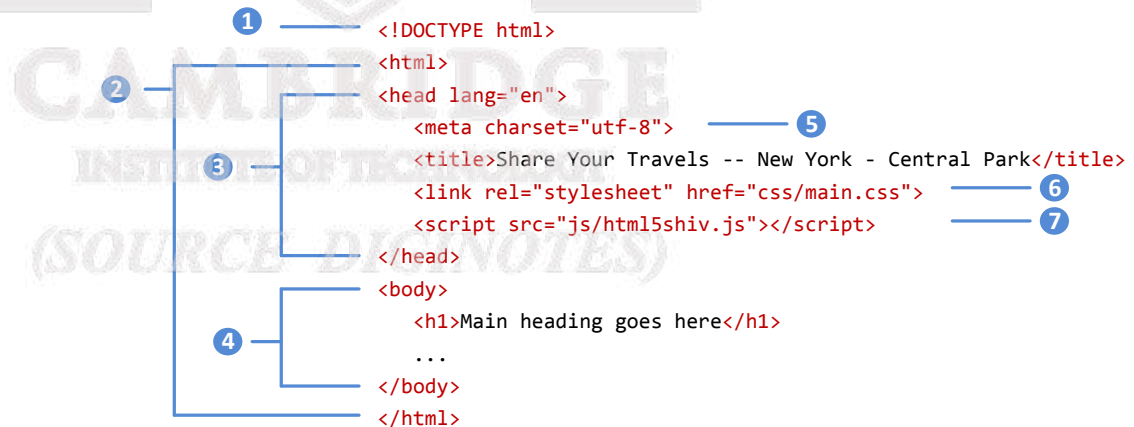 CAMBRIDGE
INSTITUTE OF TECHNOLOGY
(SOURCE DIGINOTES)
1 <!DOCTYPE html>
<html>
2 <head lang="en">
<meta charset="utf-8"> 5
3 <title>Share Your Travels -- New York - Central Park</title>
<link rel="stylesheet" href="css/main.css"> 6
<script src="js/html5shiv.js"></script> 7
</head>
<body>
<h1>Main heading goes here</h1>
4 ...
</body>
</html>